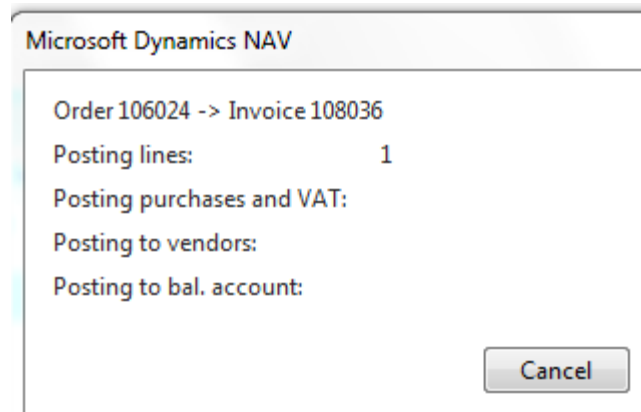 Microsoft Dynamics NAV
Order 106024 -> Invoice 108036
Posting lines: 1
Posting purchases and VAT:
Posting to vendors:
Posting to bal. account:
Cancel